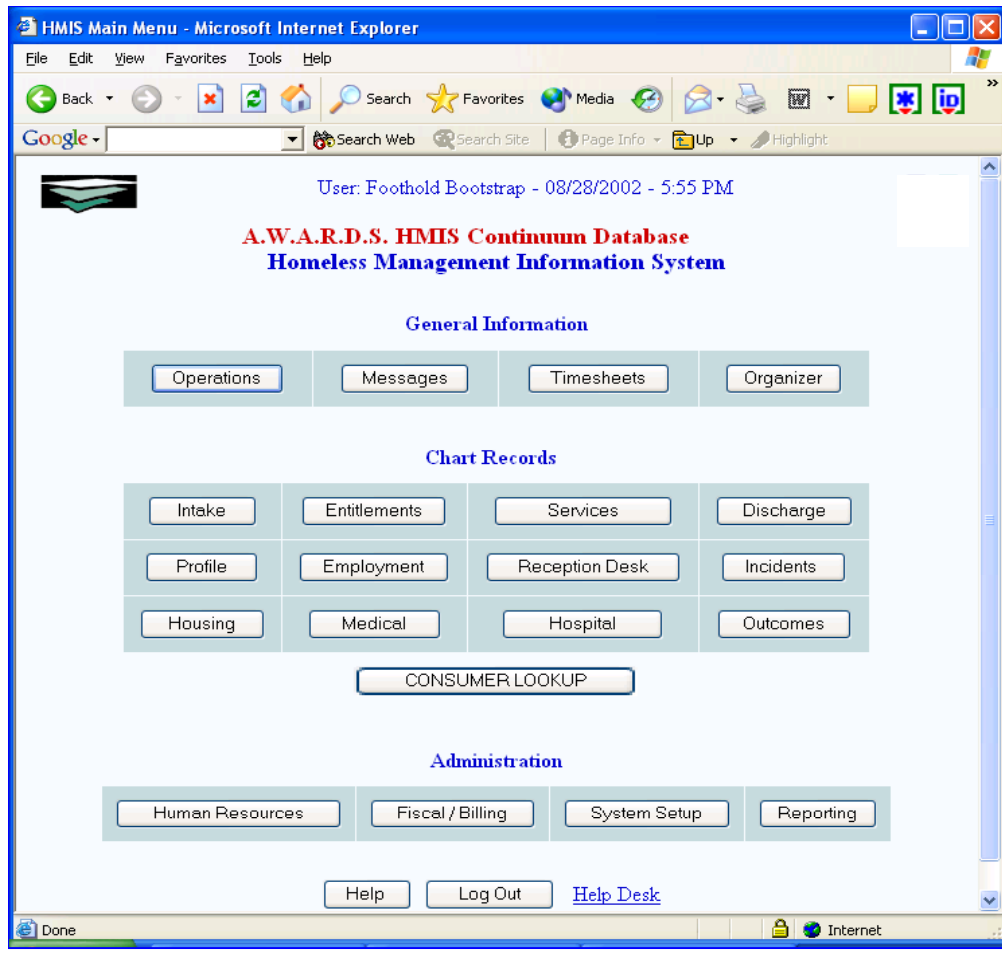 HMIS Main Menu - Microsoft Internet Explorer
File Edit View Favorites Tools Help
Back Search Favorites Media W ip »
Google Search Web Search Site Page Info Up Highlight
User: Foothold Bootstrap - 08/28/2002 - 5:55 PM
A.W.A.R.D.S. HMIS Continuum Database
Homeless Management Information System
General Information
Operations Messages Timesheets Organizer
Chart Records
Intake Entitlements Services Discharge
Profile Employment Reception Desk Incidents
Housing Medical Hospital Outcomes
CONSUMER LOOKUP
Administration
Human Resources Fiscal / Billing System Setup Reporting
Help Log Out Help Desk
Done Internet